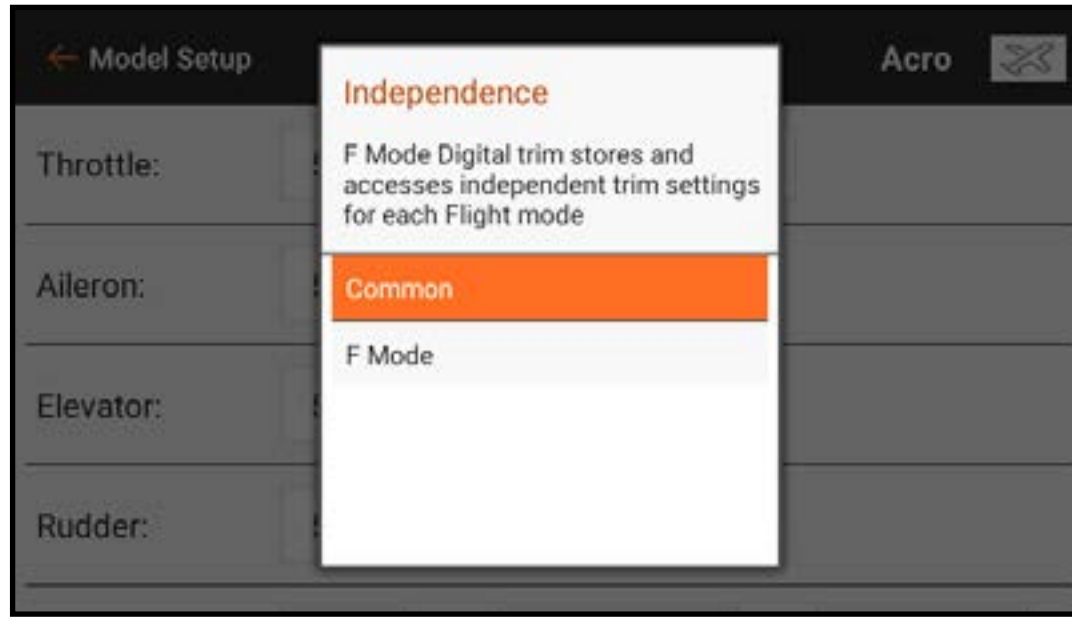 ← Model Setup
Acro
Independence
F Mode Digital trim stores and
accesses independent trim settings
for each Flight mode
Common
F Mode
Throttle:
Aileron:
Elevator:
Rudder: